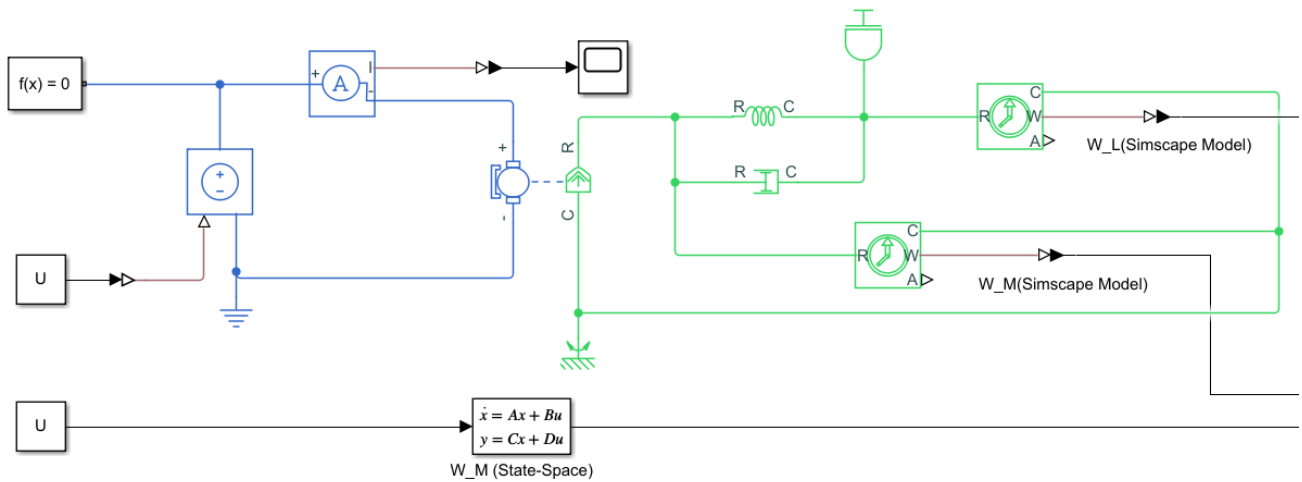 f(x) = 0
+
A
I
-
+
-
U
+
-
R
C
R
C
R
C
R
C
W
A
W_L(Simscape Model)
R
C
W
A
W_M(Simscape Model)
U
ẋ = Ax + Bu
y = Cx + Du
W_M (State-Space)